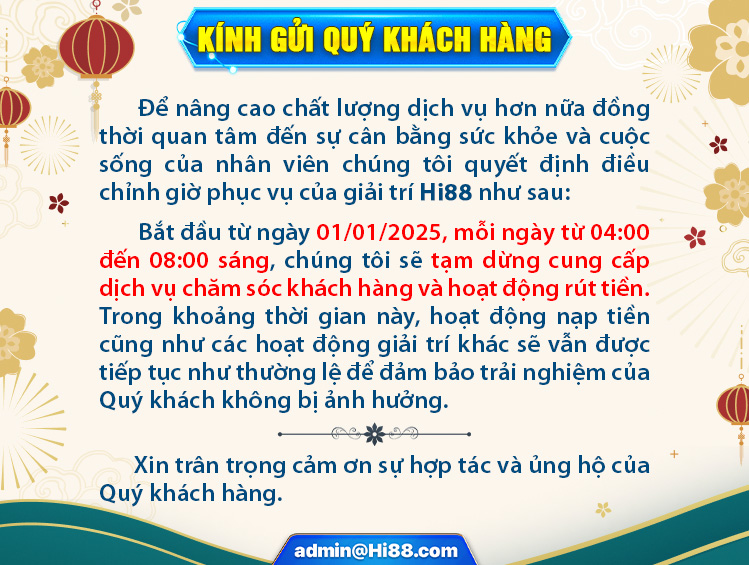 KÍNH GỬI QUÝ KHÁCH HÀNG
Để nâng cao chất lượng dịch vụ hơn nữa đồng
thời quan tâm đến sự cân bằng sức khỏe và cuộc
sống của nhân viên chúng tôi quyết định điều
chỉnh giờ phục vụ của giải trí Hi88 như sau:
Bắt đầu từ ngày 01/01/2025, mỗi ngày từ 04:00
đến 08:00 sáng, chúng tôi sẽ tạm dừng cung cấp
dịch vụ chăm sóc khách hàng và hoạt động rút tiền.
Trong khoảng thời gian này, hoạt động nạp tiền
cũng như các hoạt động giải trí khác sẽ vẫn được
tiếp tục như thường lệ để đảm bảo trải nghiệm của
Quý khách không bị ảnh hưởng.
Xin trân trọng cảm ơn sự hợp tác và ủng hộ của
Quý khách hàng.
admin@Hi88.com